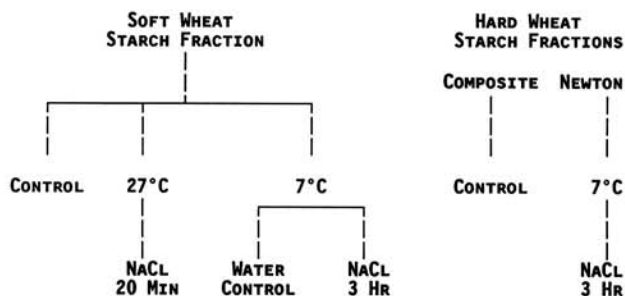 SOFT WHEAT
STARCH FRACTION
CONTROL
27°C
7°C
NACL
20 MIN
WATER
CONTROL
NACL
3 HR
HARD WHEAT
STARCH FRACTIONS
COMPOSITE
NEWTON
CONTROL
7°C
NACL
3 HR